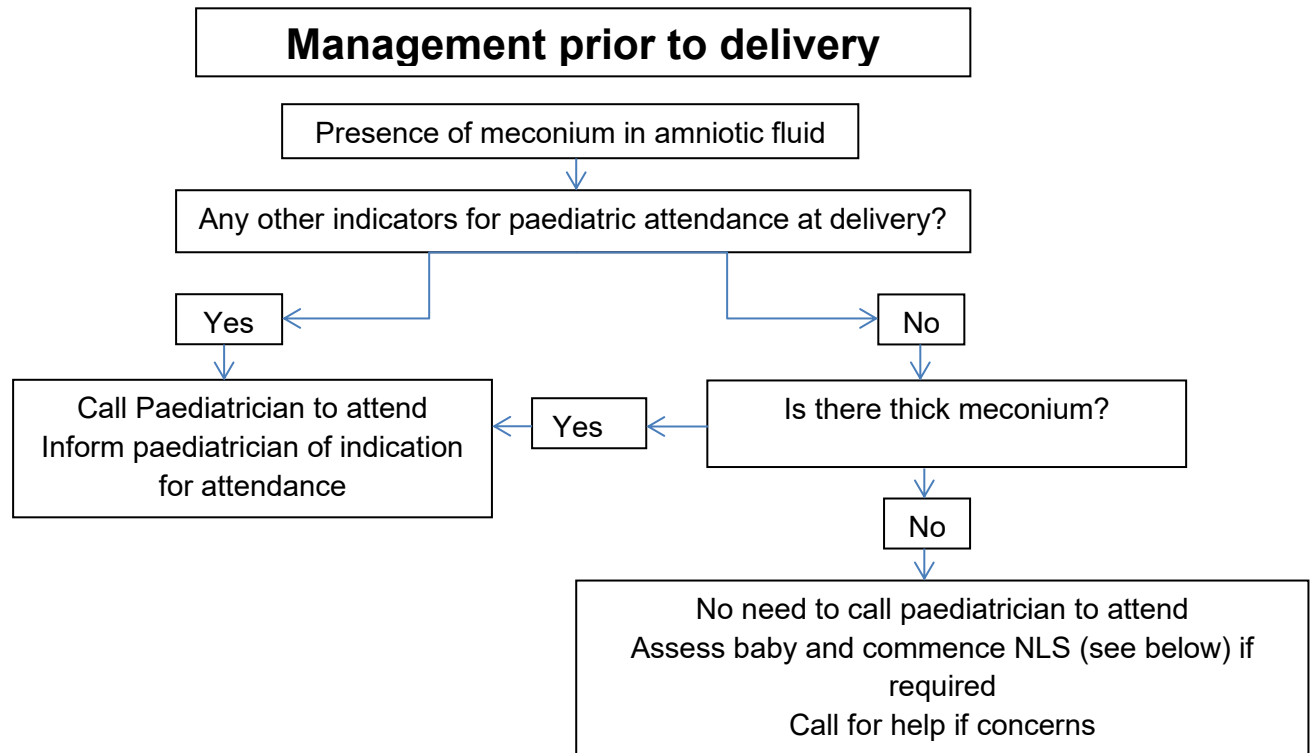 Management prior to delivery
Presence of meconium in amniotic fluid
Any other indicators for paediatric attendance at delivery?
Yes
No
Call Paediatrician to attend
Inform paediatrician of indication
for attendance
Yes
Is there thick meconium?
No
No need to call paediatrician to attend
Assess baby and commence NLS (see below) if
required
Call for help if concerns